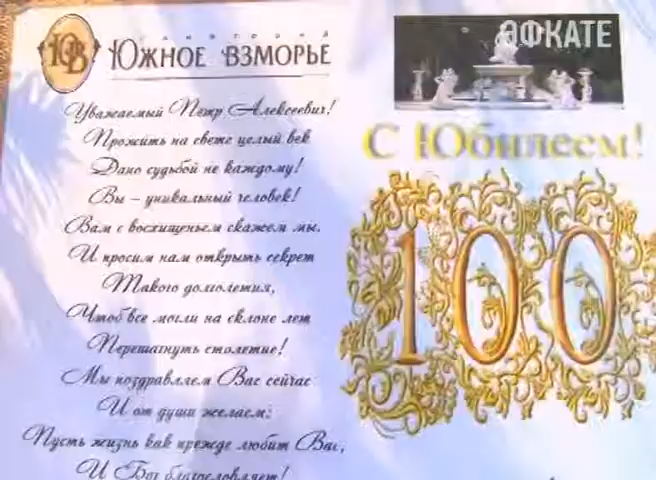 ЮВ
санаторий
ЮЖНОЕ ВЗМОРЬЕ
ЭФКАТЕ
Уважаемый Петр Алексеевич!
Прожить на свете целый век
Дано судьбой не каждому!
Вы – уникальный человек!
Вам с восхищеньем скажем мы.
И просим нам открыть секрет
Такого долголетия,
Чтоб все могли на склоне лет
Перешагнуть столетие!
Мы поздравляем Вас сейчас
И от души желаем:
Пусть жизнь как прежде любит Вас,
И Бог благословляет!
С Юбилеем!
100